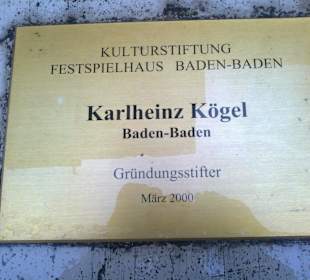 KULTURSTIFTUNG
FESTSPIELHAUS BADEN-BADEN
Karlheinz Kögel
Baden-Baden
Gründungsstifter
März 2000